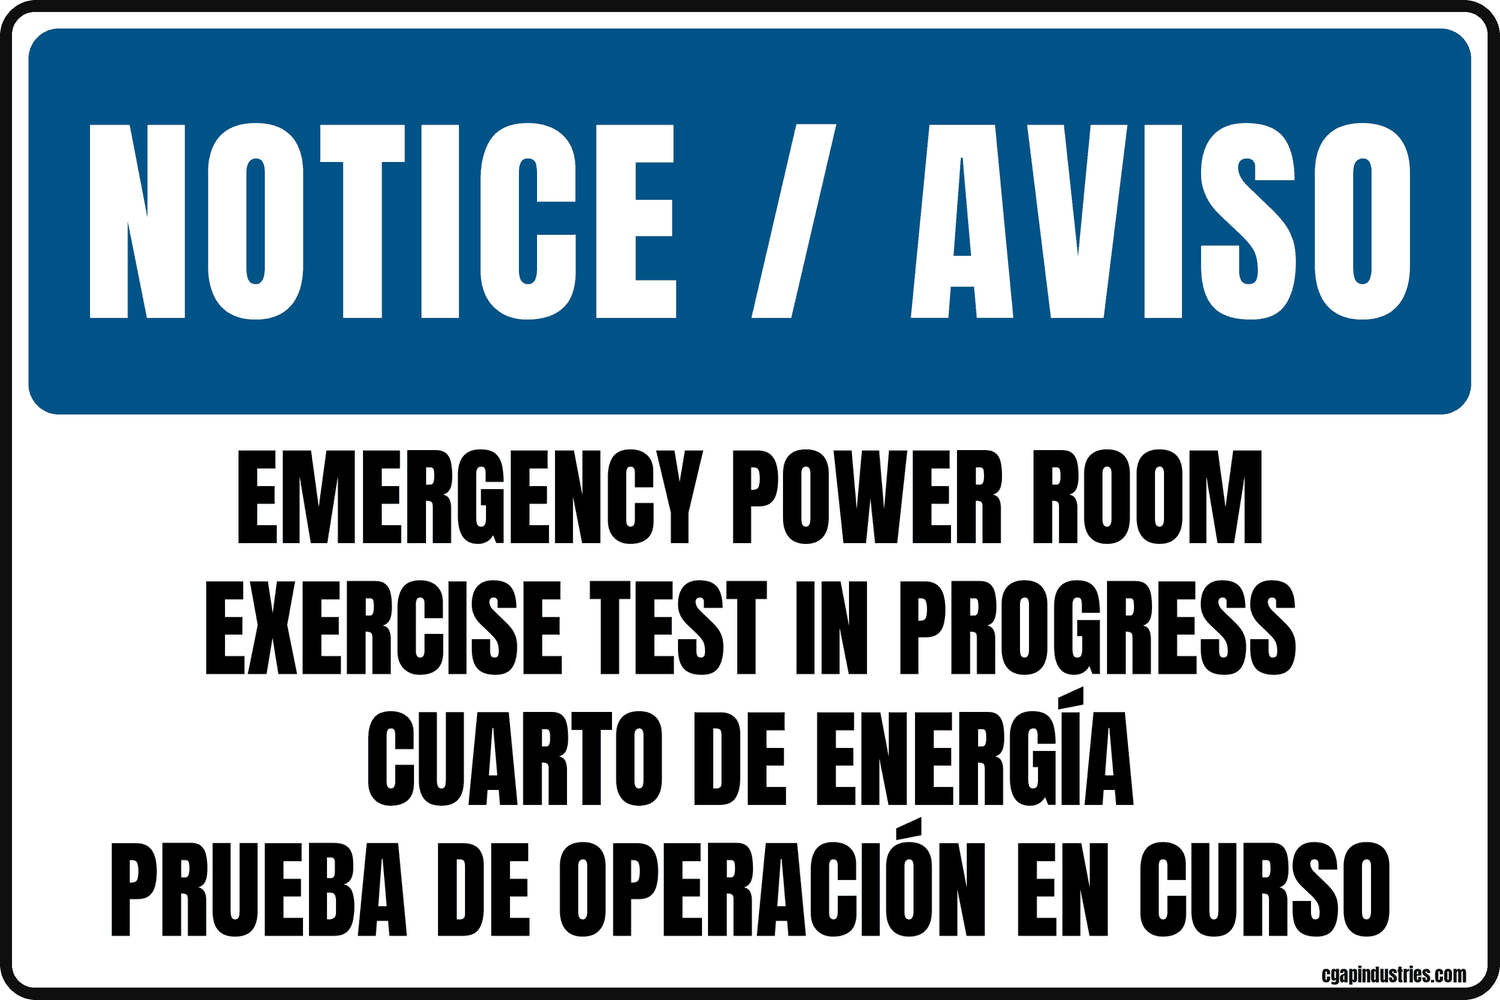 NOTICE / AVISO
EMERGENCY POWER ROOM
EXERCISE TEST IN PROGRESS
CUARTO DE ENERGÍA
PRUEBA DE OPERACIÓN EN CURSO
cgapindustries.com